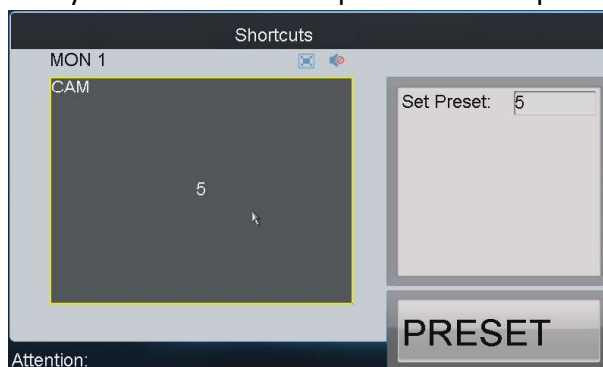 Shortcuts
MON 1
CAM
5
Set Preset: 5
PRESET
Attention: